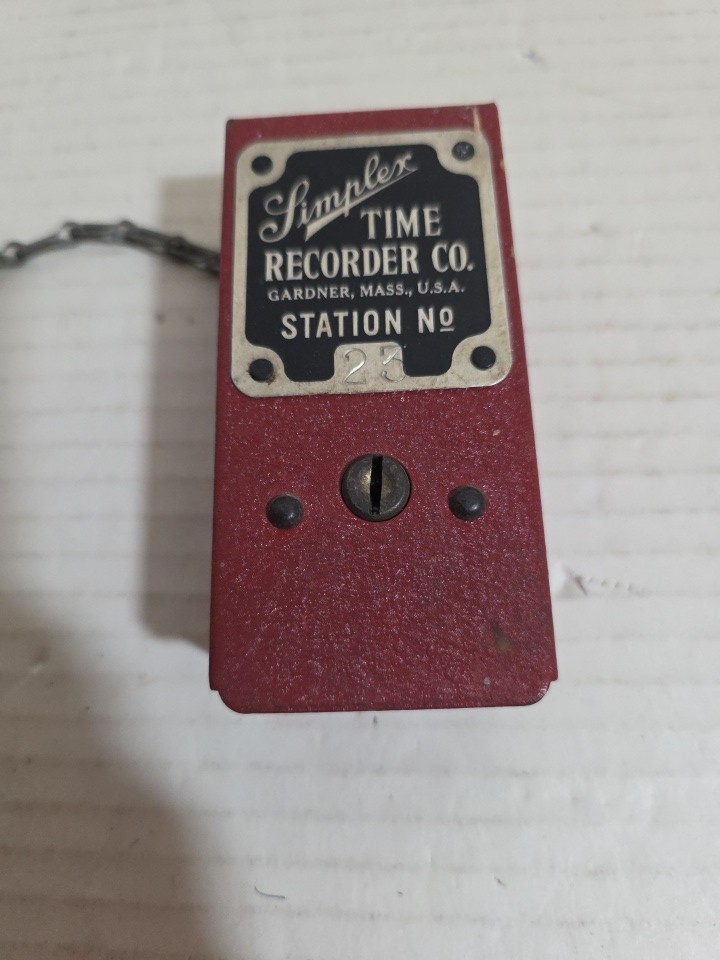 Simplex
TIME
RECORDER CO.
GARDNER, MASS., U.S.A.
STATION No
23